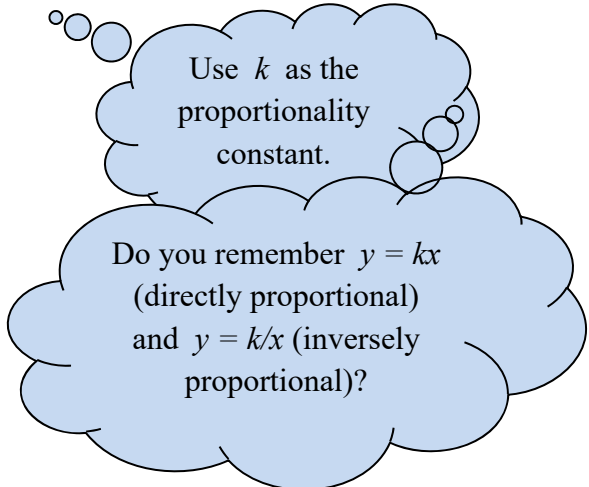 Use k as the
proportionality
constant.
Do you remember y = kx
(directly proportional)
and y = k/x (inversely
proportional)?